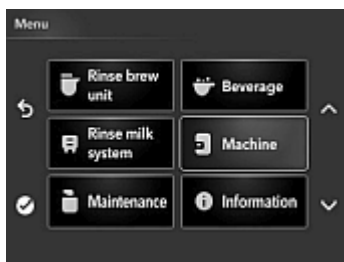 Menu
Rinse brew
unit
Beverage
Rinse milk
system
Machine
Maintenance
Information